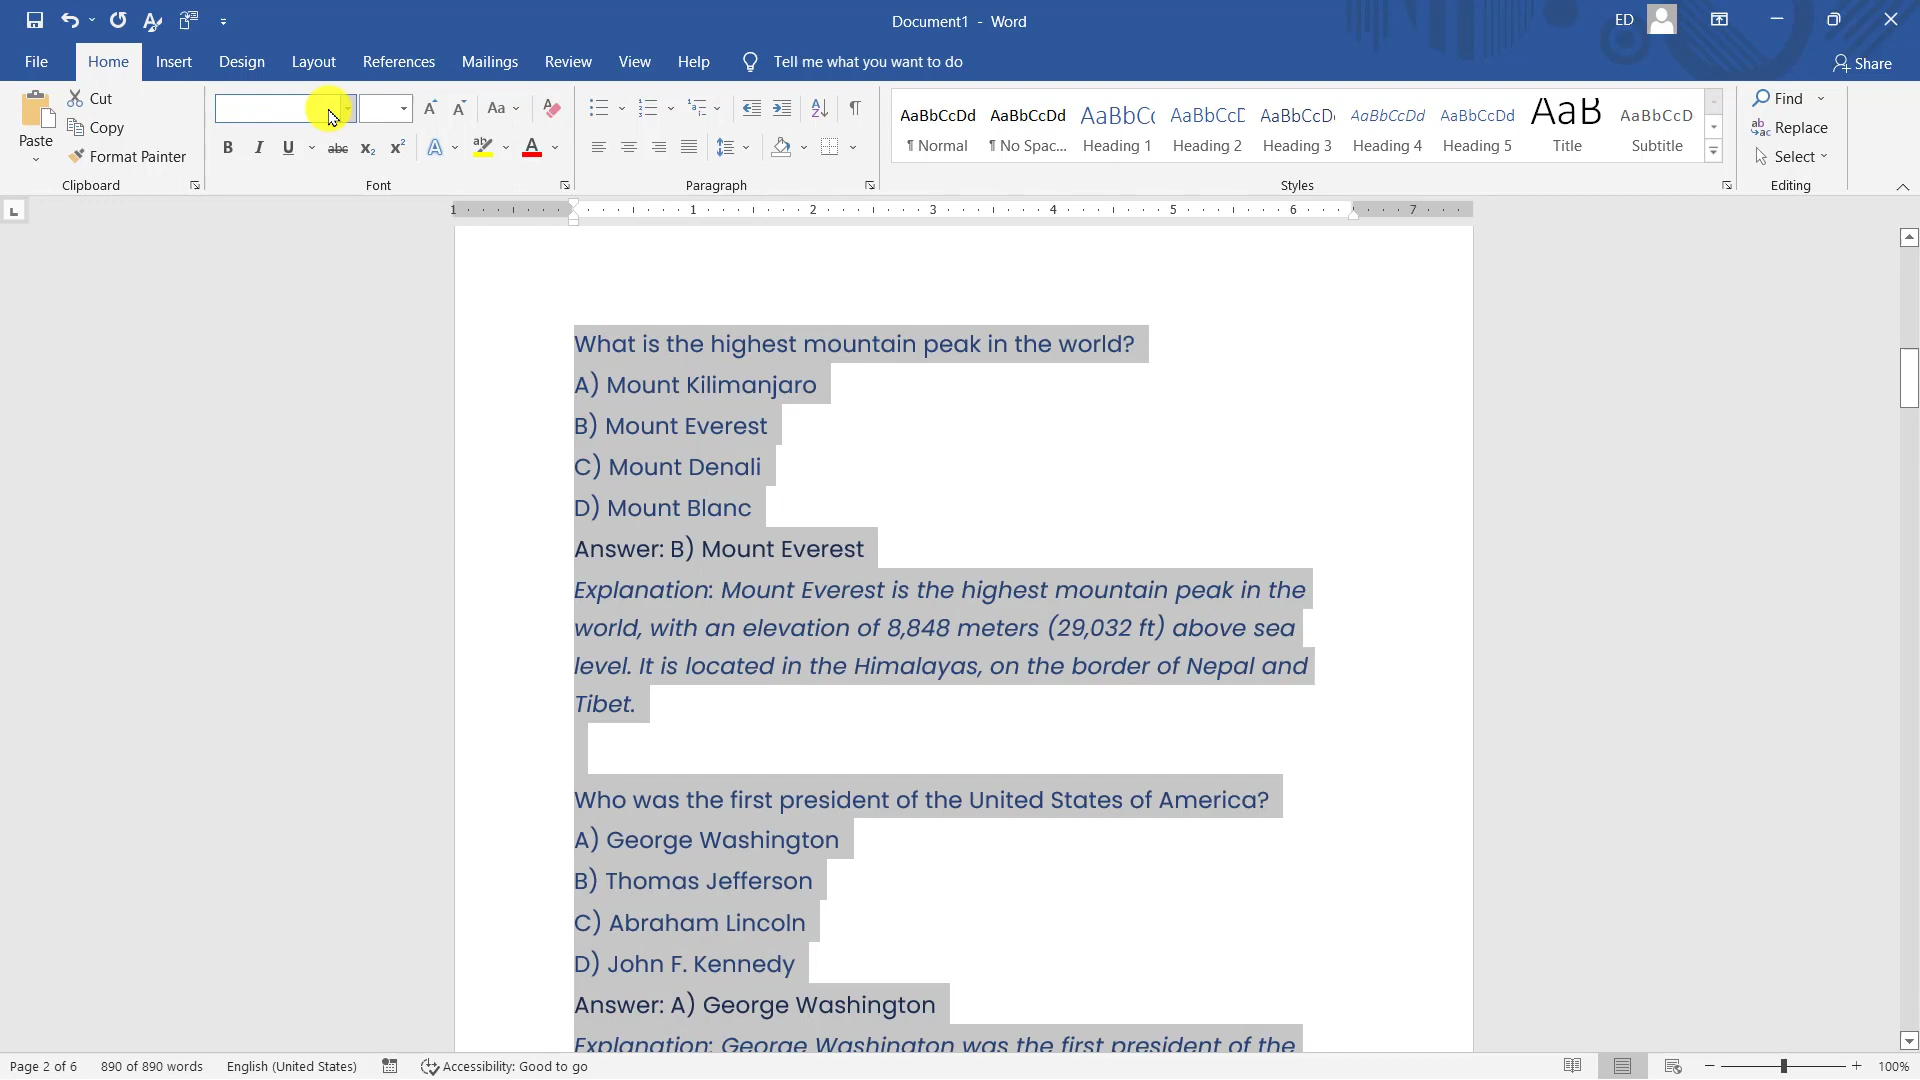 Document1 - Word
ED
File Home Insert Design Layout References Mailings Review View Help Tell me what you want to do
Share
Paste
Cut
Copy
Format Painter
Clipboard
Aa
B I U abc x₂ x² A A
Font
Paragraph
AaBbCcDd AaBbCcDd AaBbC( AaBbCcE AaBbCcD AaBbCcDd AaBbCcDd AaB AaBbCcD
¶ Normal ¶ No Spac... Heading 1 Heading 2 Heading 3 Heading 4 Heading 5 Title Subtitle
Styles
Find
Replace
Select
Editing
1 1 2 3 4 5 6 7
What is the highest mountain peak in the world?
A) Mount Kilimanjaro
B) Mount Everest
C) Mount Denali
D) Mount Blanc
Answer: B) Mount Everest
Explanation: Mount Everest is the highest mountain peak in the
world, with an elevation of 8,848 meters (29,032 ft) above sea
level. It is located in the Himalayas, on the border of Nepal and
Tibet.
Who was the first president of the United States of America?
A) George Washington
B) Thomas Jefferson
C) Abraham Lincoln
D) John F. Kennedy
Answer: A) George Washington
Explanation: George Washington was the first president of the
Page 2 of 6 890 of 890 words English (United States) Accessibility: Good to go 100%